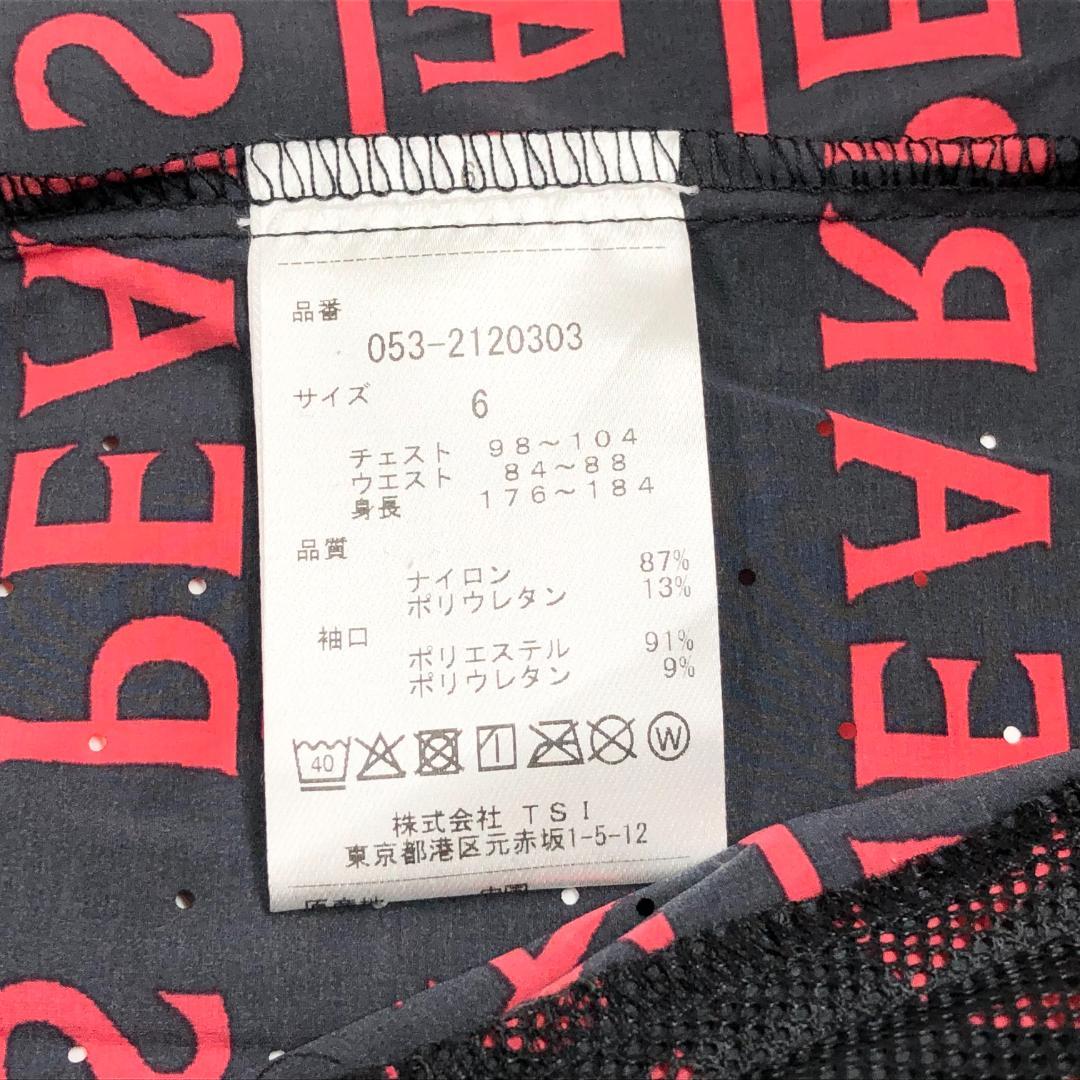 品番
053-2120303
サイズ 6
チェスト 98～104
ウエスト 84～88
身長 176～184
品質
ナイロン 87%
ポリウレタン 13%
袖口
ポリエステル 91%
ポリウレタン 9%
40 W
株式会社 TSI
東京都港区元赤坂1-5-12
PEA
S
PEAR
S